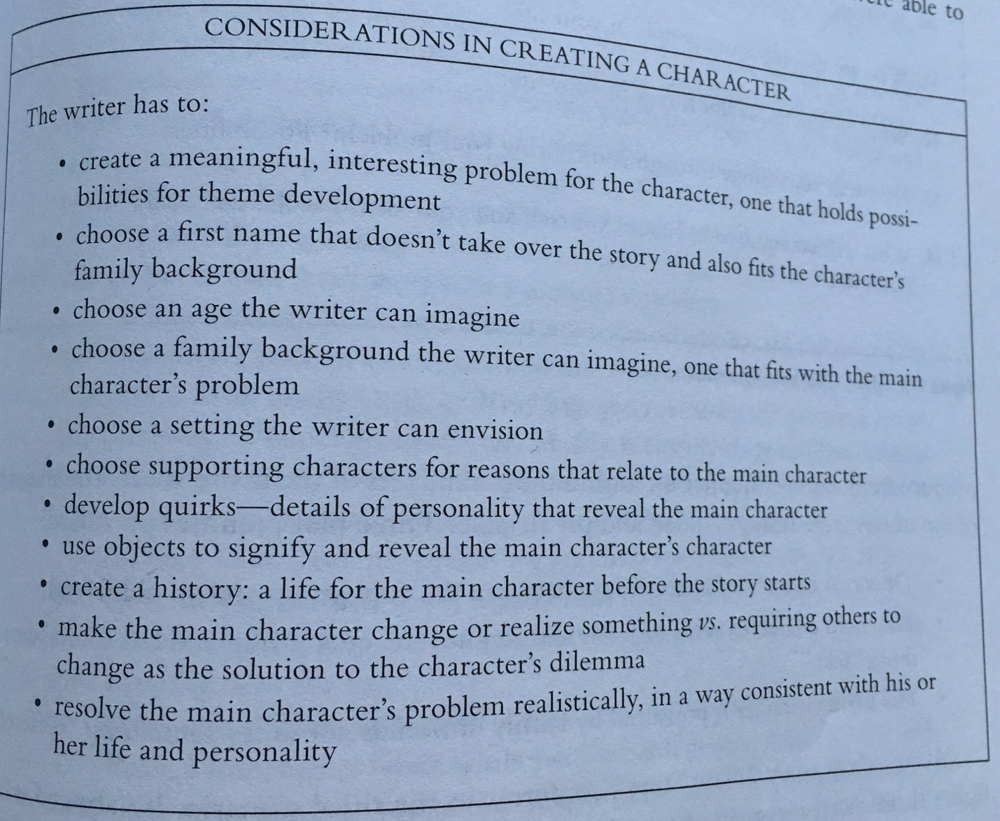 able to
CONSIDERATIONS IN CREATING A CHARACTER
The writer has to:
• create a meaningful, interesting problem for the character, one that holds possi-
bilities for theme development
• choose a first name that doesn't take over the story and also fits the character's
family background
• choose an age the writer can imagine
• choose a family background the writer can imagine, one that fits with the main
character's problem
• choose a setting the writer can envision
• choose supporting characters for reasons that relate to the main character
• develop quirks—details of personality that reveal the main character
• use objects to signify and reveal the main character's character
• create a history: a life for the main character before the story starts
• make the main character change or realize something vs. requiring others to
change as the solution to the character's dilemma
• resolve the main character's problem realistically, in a way consistent with his or
her life and personality